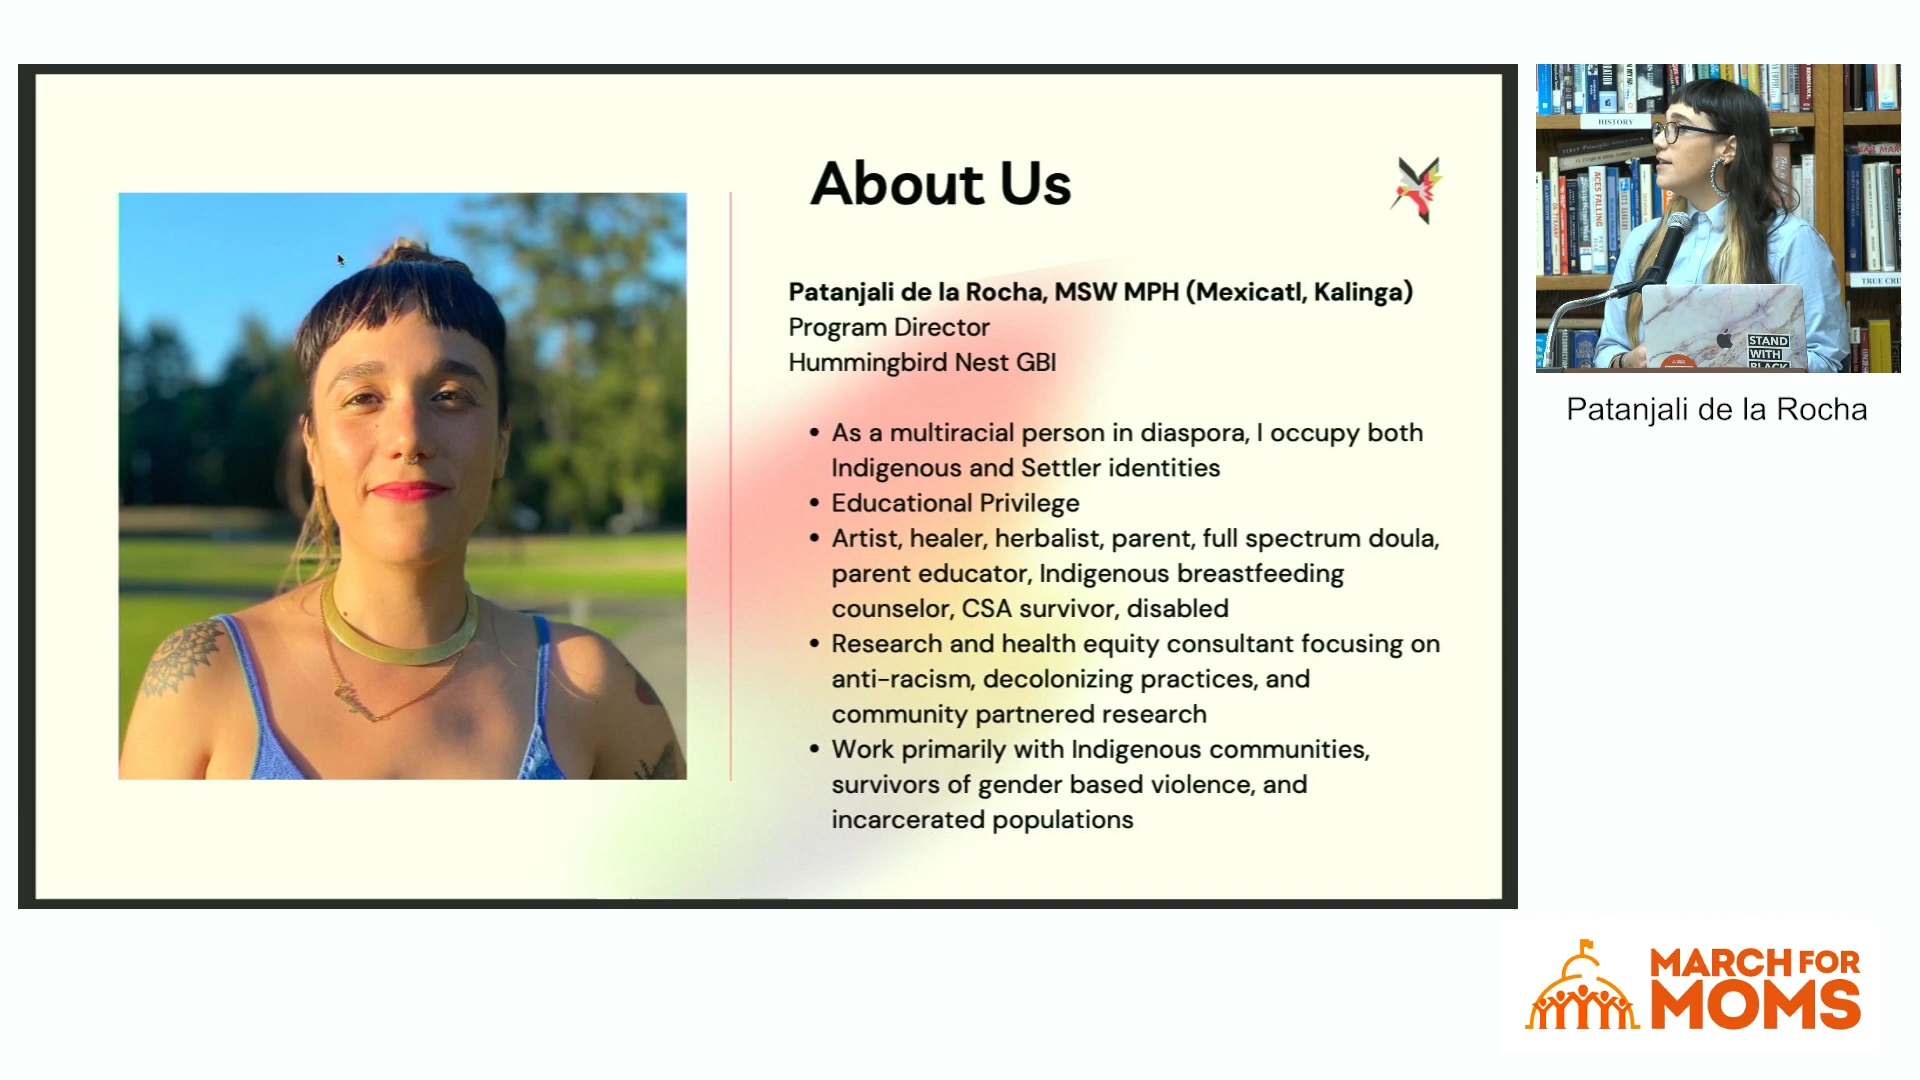 About Us
Patanjali de la Rocha, MSW MPH (Mexicatl, Kalinga)
Program Director
Hummingbird Nest GBI
• As a multiracial person in diaspora, I occupy both
Indigenous and Settler identities
• Educational Privilege
• Artist, healer, herbalist, parent, full spectrum doula,
parent educator, Indigenous breastfeeding
counselor, CSA survivor, disabled
• Research and health equity consultant focusing on
anti-racism, decolonizing practices, and
community partnered research
• Work primarily with Indigenous communities,
survivors of gender based violence, and
incarcerated populations
HISTORY
ACES FALLING
TRUE
STAND
WITH
BLACK
Patanjali de la Rocha
MARCH FOR
MOMS